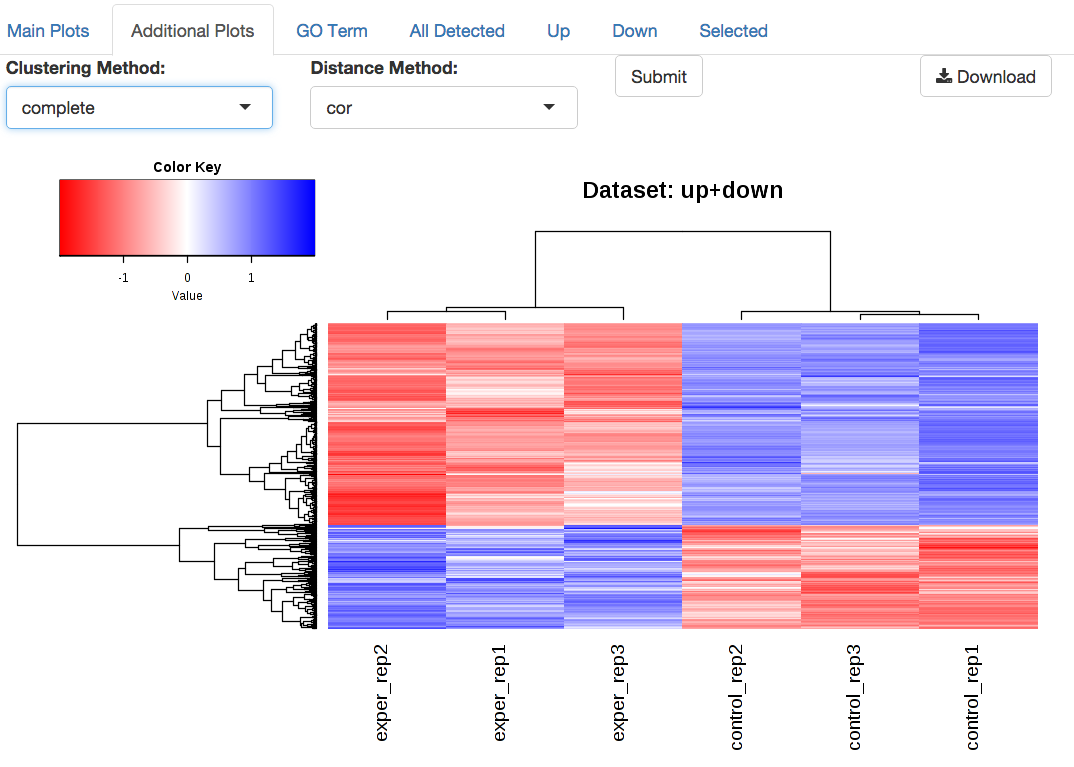 Main Plots Additional Plots GO Term All Detected Up Down Selected
Clustering Method: Distance Method: Submit Download
complete cor
Color Key
Dataset: up+down
-1 0 1
Value
exper_rep2 exper_rep1 exper_rep3 control_rep2 control_rep3 control_rep1